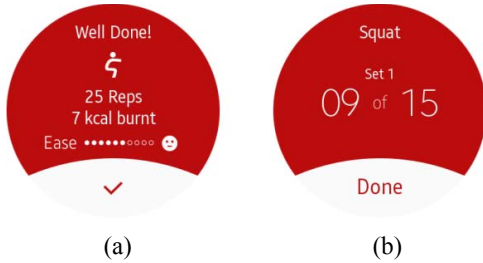 Well Done!
25 Reps
7 kcal burnt
Ease
(a)
Squat
Set 1
09 of 15
Done
(b)